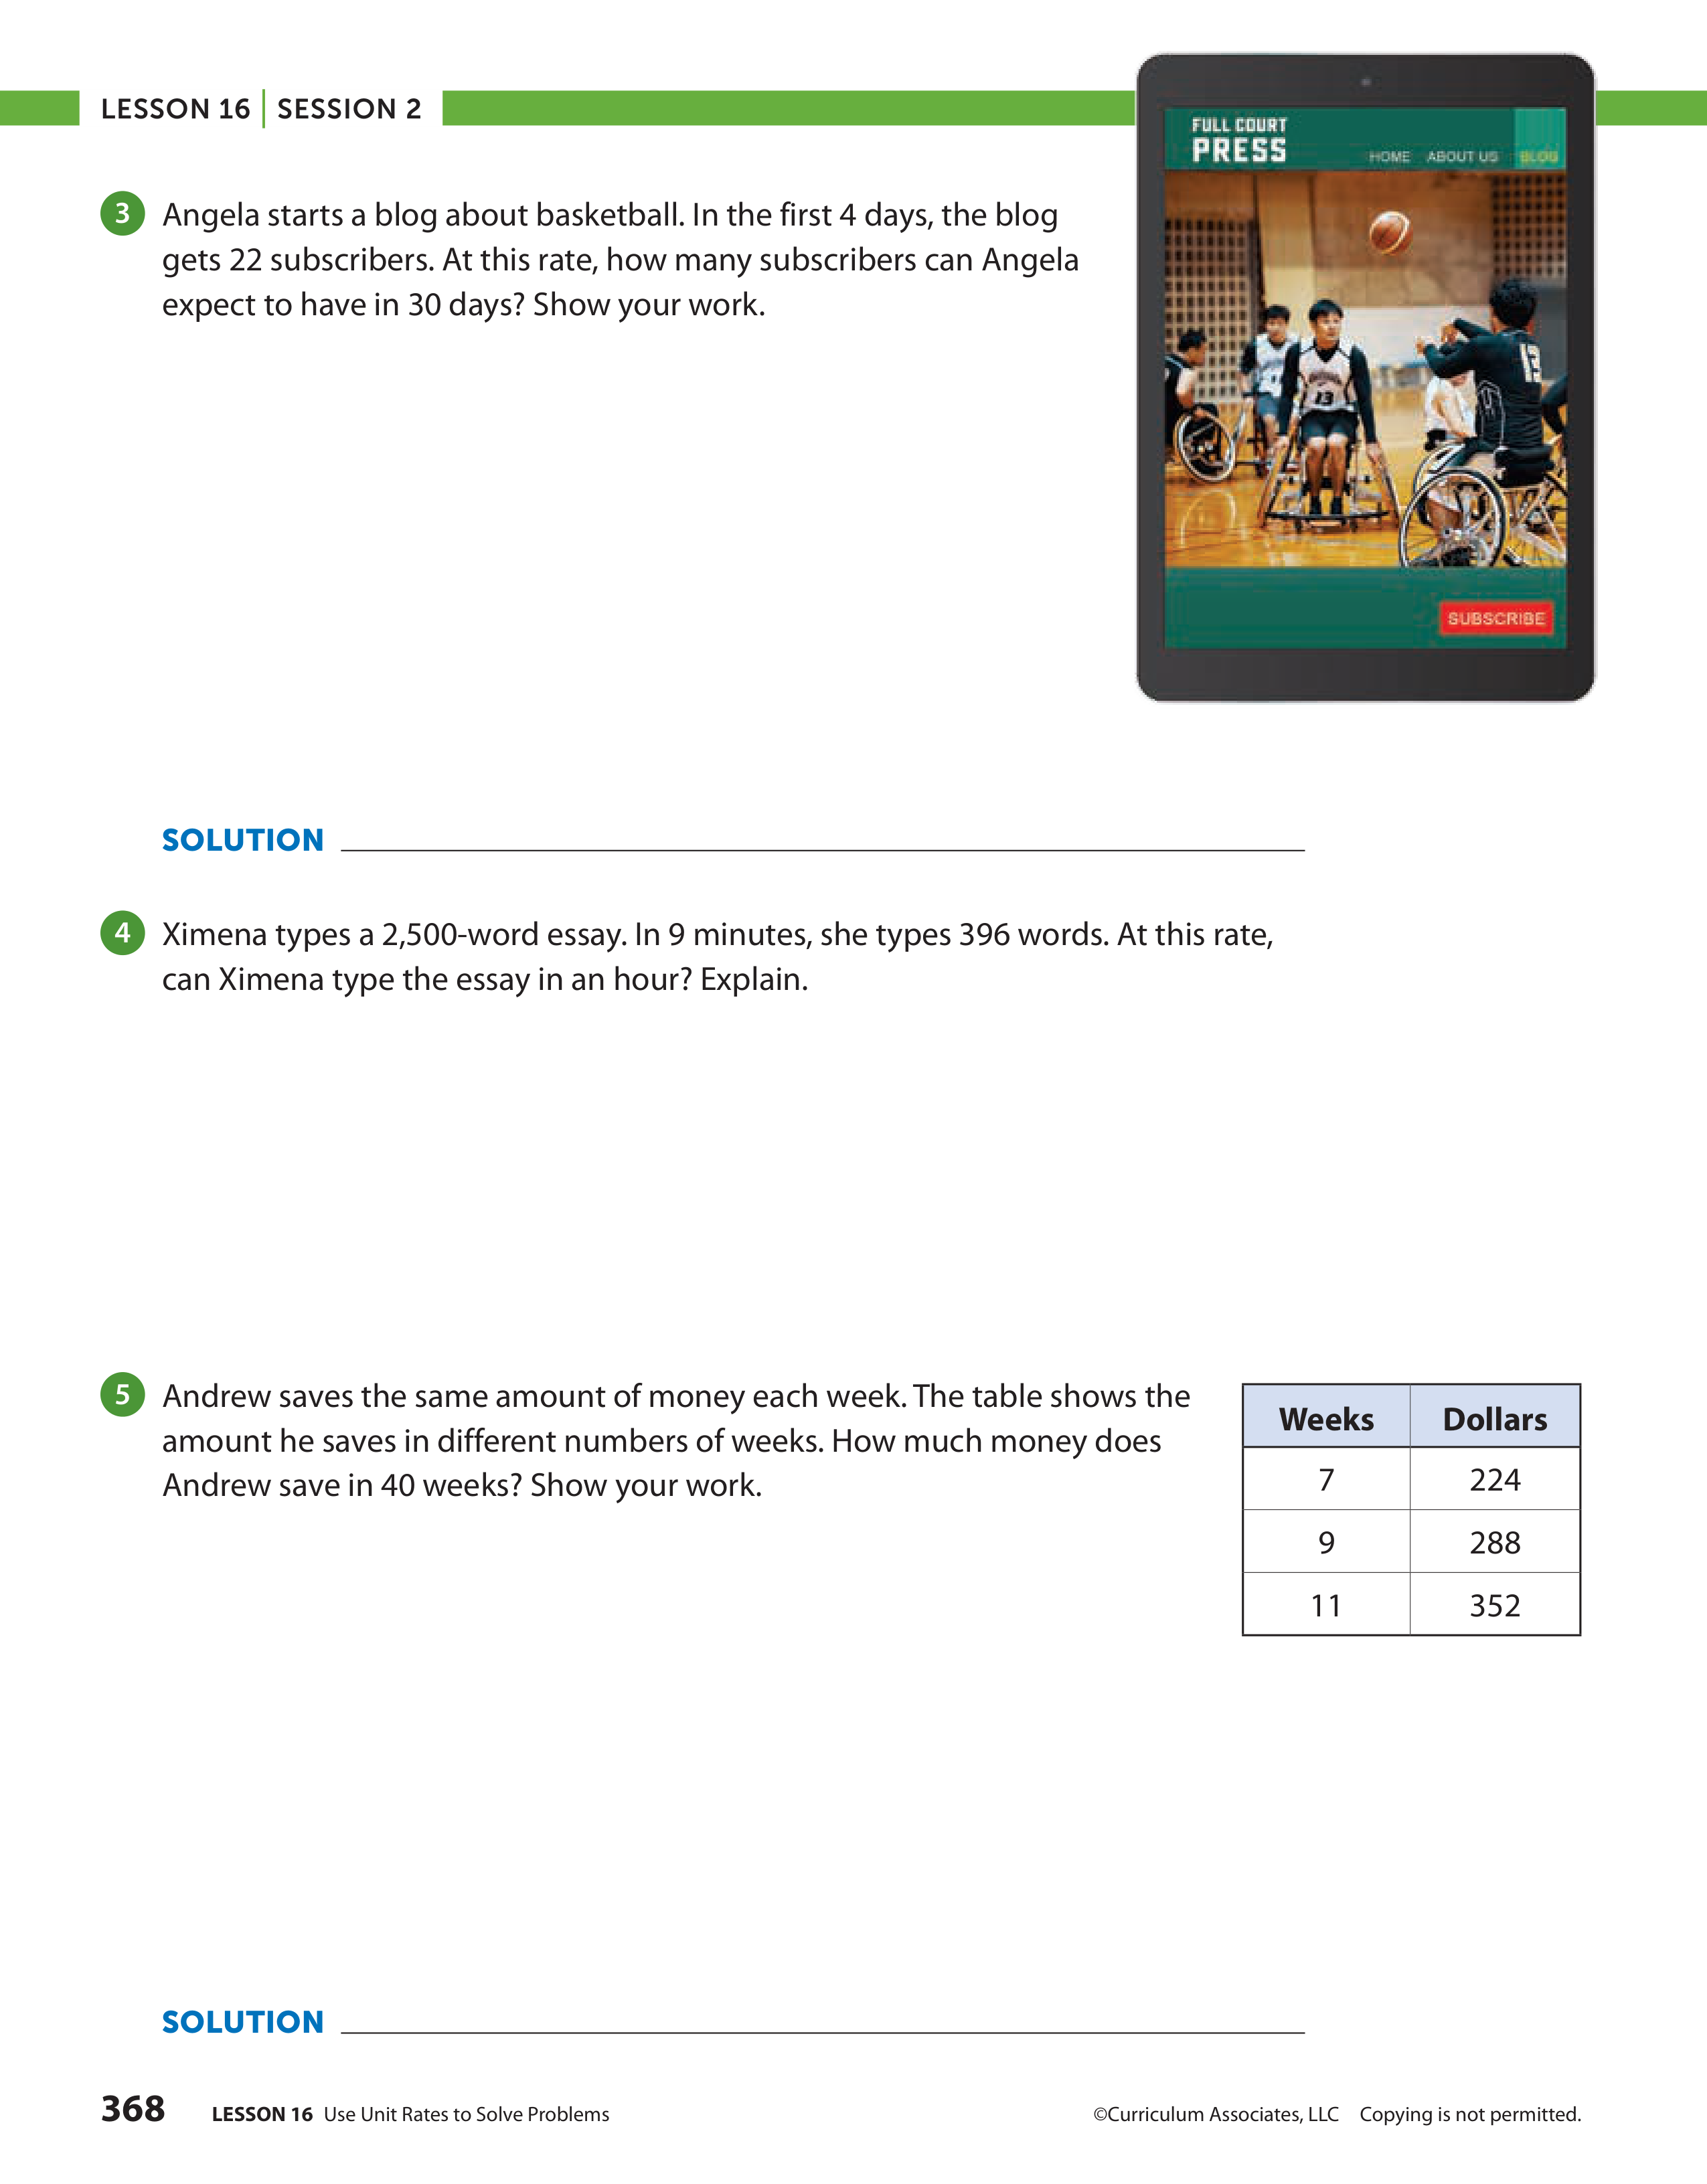 LESSON 16 | SESSION 2
FULL COURT
PRESS
HOME ABOUT US BLOG
13
13
SUBSCRIBE
3 Angela starts a blog about basketball. In the first 4 days, the blog
gets 22 subscribers. At this rate, how many subscribers can Angela
expect to have in 30 days? Show your work.
SOLUTION
4 Ximena types a 2,500-word essay. In 9 minutes, she types 396 words. At this rate,
can Ximena type the essay in an hour? Explain.
5 Andrew saves the same amount of money each week. The table shows the
amount he saves in different numbers of weeks. How much money does
Andrew save in 40 weeks? Show your work.
Weeks Dollars
7 224
9 288
11 352
SOLUTION
368 LESSON 16 Use Unit Rates to Solve Problems
©Curriculum Associates, LLC Copying is not permitted.